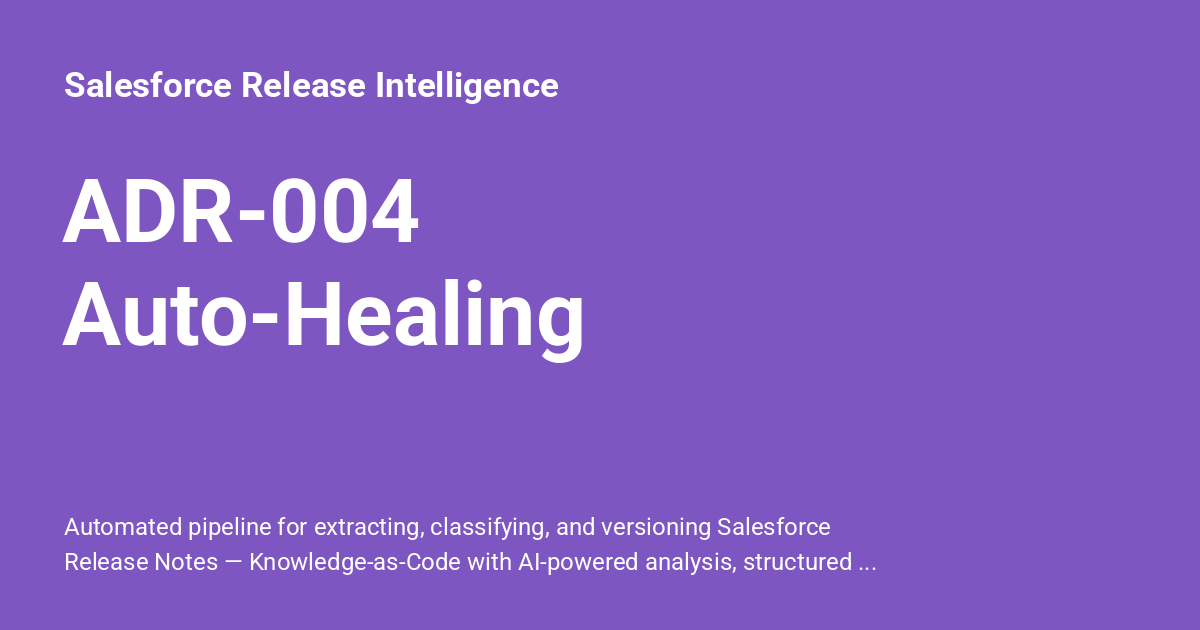 Salesforce Release Intelligence
ADR-004
Auto-Healing
Automated pipeline for extracting, classifying, and versioning Salesforce
Release Notes — Knowledge-as-Code with AI-powered analysis, structured ...